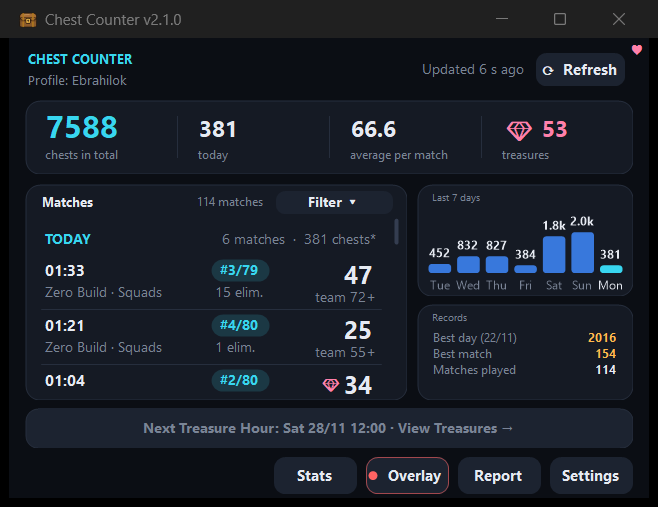 Chest Counter v2.1.0
CHEST COUNTER
Profile: Ebrahilok
Updated 6 s ago
Refresh
7588
chests in total
381
today
66.6
average per match
53
treasures
Matches
114 matches
Filter ▼
TODAY
6 matches · 381 chests*
01:33
#3/79
47
Zero Build · Squads
15 elim.
team 72+
01:21
#4/80
25
Zero Build · Squads
1 elim.
team 55+
01:04
#2/80
34
Last 7 days
452 832 827 384 1.8k 2.0k 381
Tue Wed Thu Fri Sat Sun Mon
Records
Best day (22/11) 2016
Best match 154
Matches played 114
Next Treasure Hour: Sat 28/11 12:00 · View Treasures →
Stats
Overlay
Report
Settings